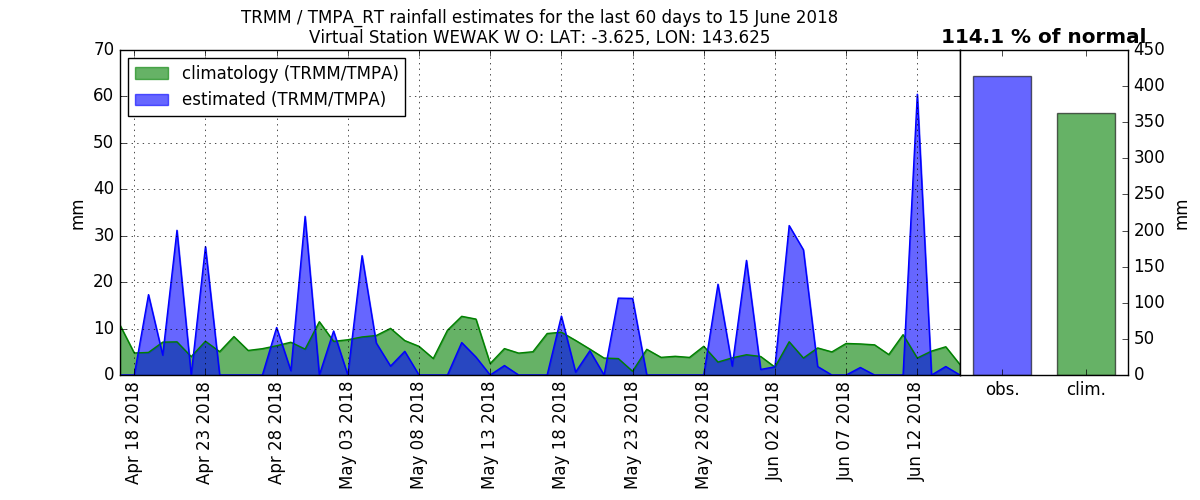 TRMM / TMPA_RT rainfall estimates for the last 60 days to 15 June 2018
Virtual Station WEWAK W O: LAT: -3.625, LON: 143.625
114.1 % of normal
climatology (TRMM/TMPA)
estimated (TRMM/TMPA)
70
60
50
40
30
20
10
0
mm
Apr 18 2018
Apr 23 2018
Apr 28 2018
May 03 2018
May 08 2018
May 13 2018
May 18 2018
May 23 2018
May 28 2018
Jun 02 2018
Jun 07 2018
Jun 12 2018
450
400
350
300
250
200
150
100
50
0
mm
obs.
clim.